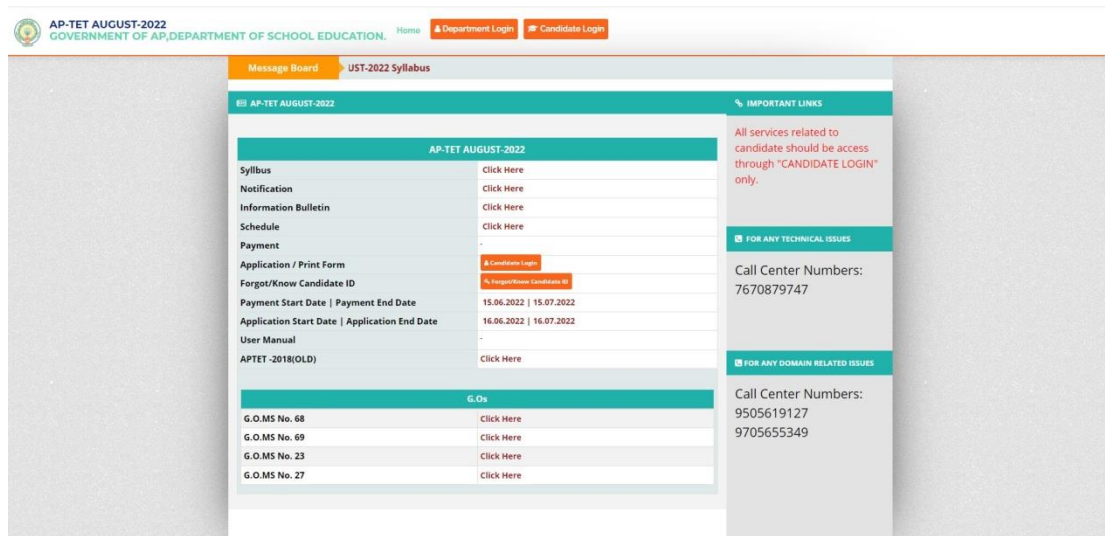 AP-TET AUGUST-2022
GOVERNMENT OF AP,DEPARTMENT OF SCHOOL EDUCATION.
Home
Department Login
Candidate Login
Message Board
UST-2022 Syllabus
AP-TET AUGUST-2022
AP-TET AUGUST-2022
Syllbus Click Here
Notification Click Here
Information Bulletin Click Here
Schedule Click Here
Payment -
Application / Print Form Candidate Login
Forgot/Know Candidate ID Forgot/Know Candidate ID
Payment Start Date | Payment End Date 15.06.2022 | 15.07.2022
Application Start Date | Application End Date 16.06.2022 | 16.07.2022
User Manual -
APTET -2018(OLD) Click Here
G.Os
G.O.MS No. 68 Click Here
G.O.MS No. 69 Click Here
G.O.MS No. 23 Click Here
G.O.MS No. 27 Click Here
IMPORTANT LINKS
All services related to
candidate should be access
through "CANDIDATE LOGIN"
only.
FOR ANY TECHNICAL ISSUES
Call Center Numbers:
7670879747
FOR ANY DOMAIN RELATED ISSUES
Call Center Numbers:
9505619127
9705655349